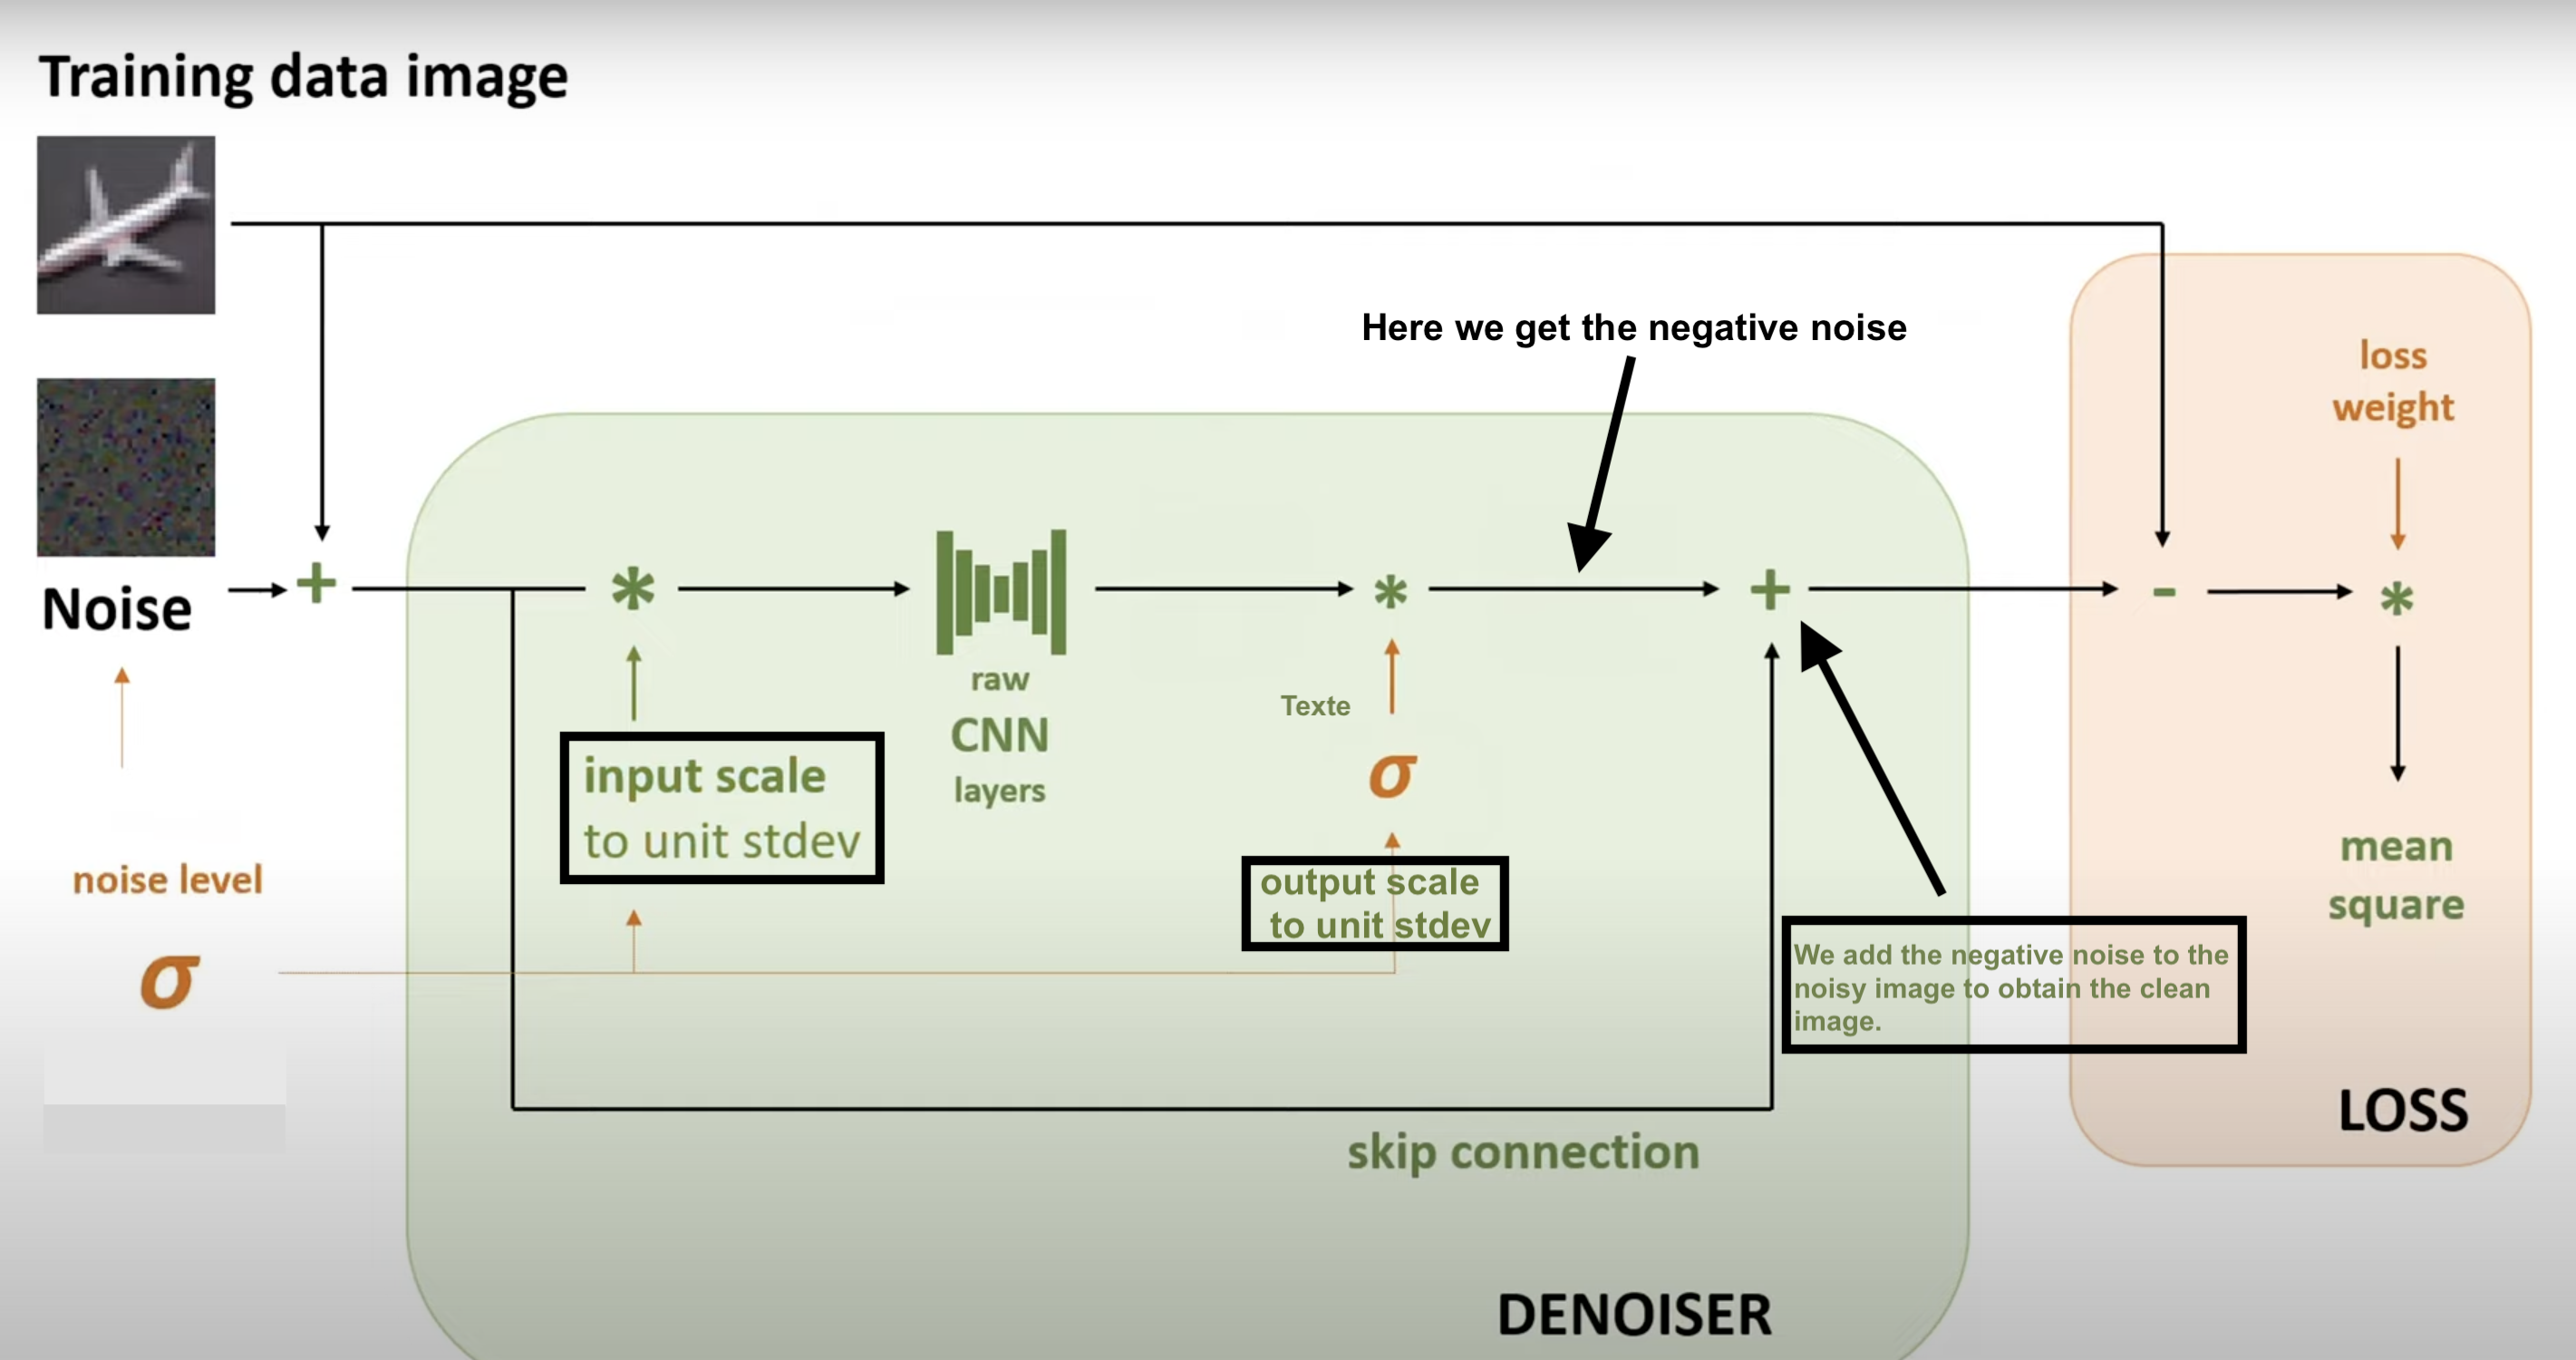 Training data image
Here we get the negative noise
loss
weight
+
*
*
+
-
*
Noise
raw
CNN
layers
Texte
σ
input scale
to unit stdev
output scale
to unit stdev
noise level
σ
We add the negative noise to the
noisy image to obtain the clean
image.
mean
square
LOSS
skip connection
DENOISER